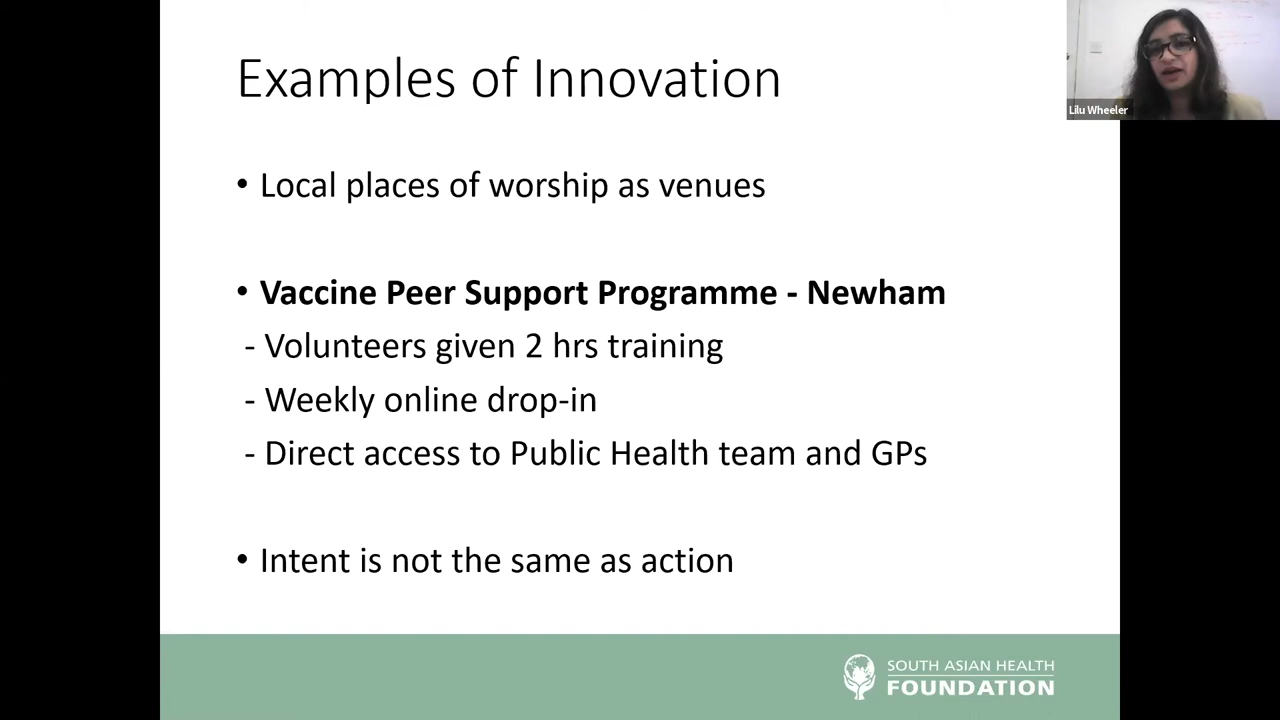 Examples of Innovation
Lilu Wheeler
• Local places of worship as venues
• Vaccine Peer Support Programme - Newham
- Volunteers given 2 hrs training
- Weekly online drop-in
- Direct access to Public Health team and GPs
• Intent is not the same as action
SOUTH ASIAN HEALTH
FOUNDATION